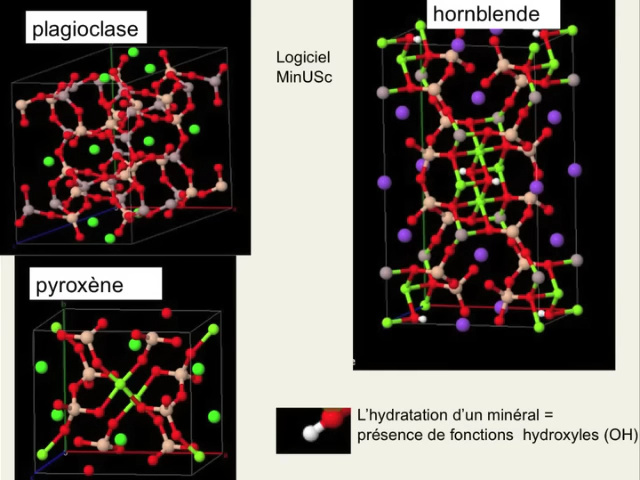 plagioclase
hornblende
Logiciel
MinUSc
pyroxène
L'hydratation d'un minéral =
présence de fonctions hydroxyles (OH)